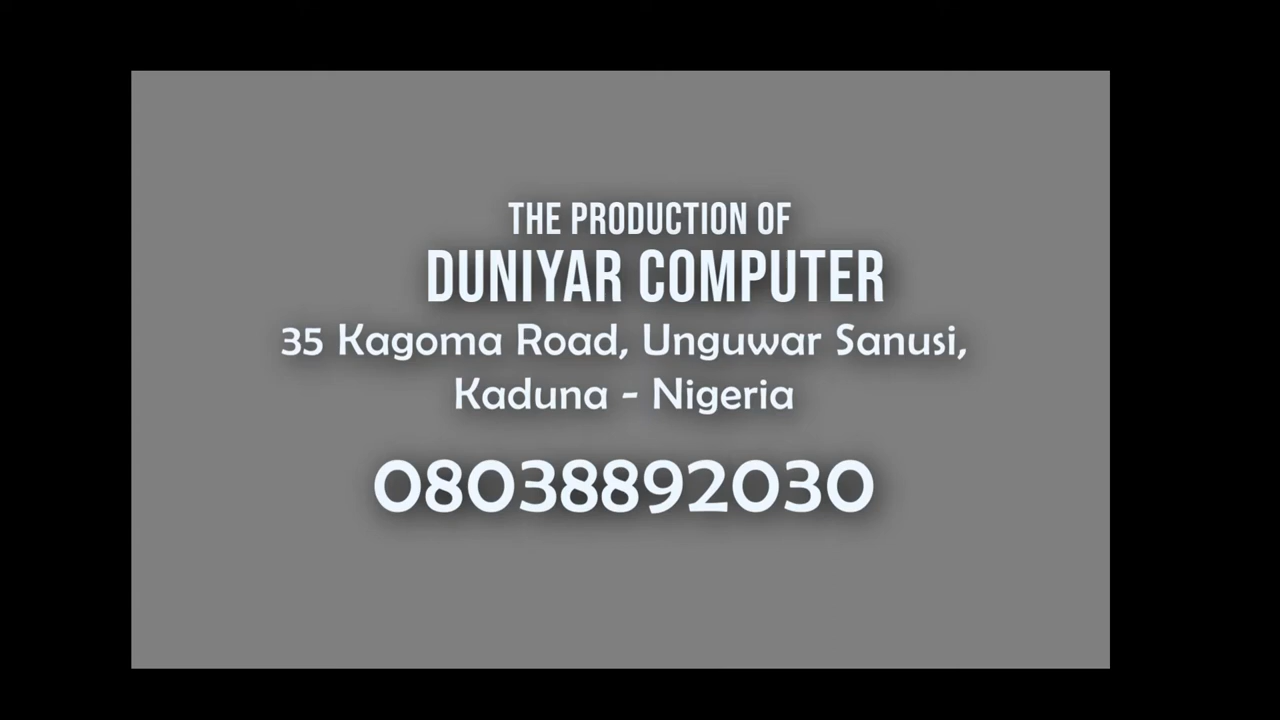 THE PRODUCTION OF
DUNIYAR COMPUTER
35 Kagoma Road, Unguwar Sanusi,
Kaduna - Nigeria
08038892030